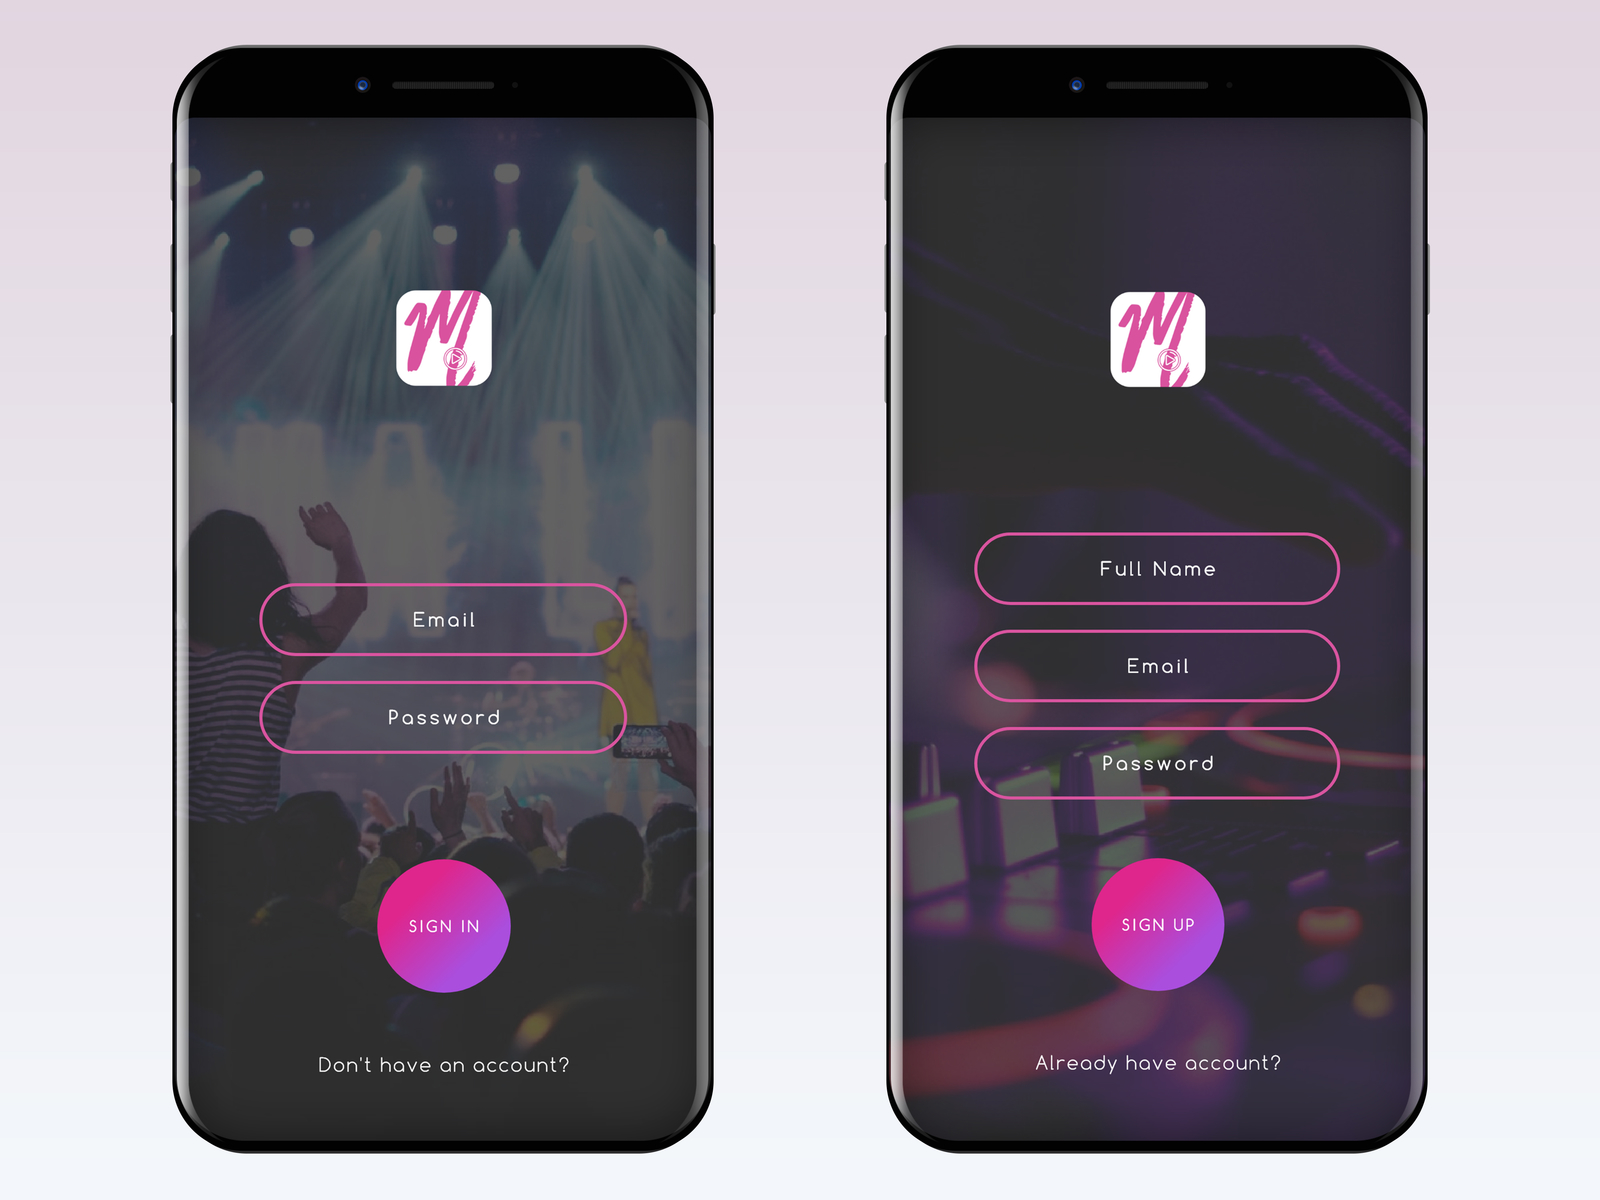 M
Email
Password
SIGN IN
Don't have an account?
M
Full Name
Email
Password
SIGN UP
Already have account?